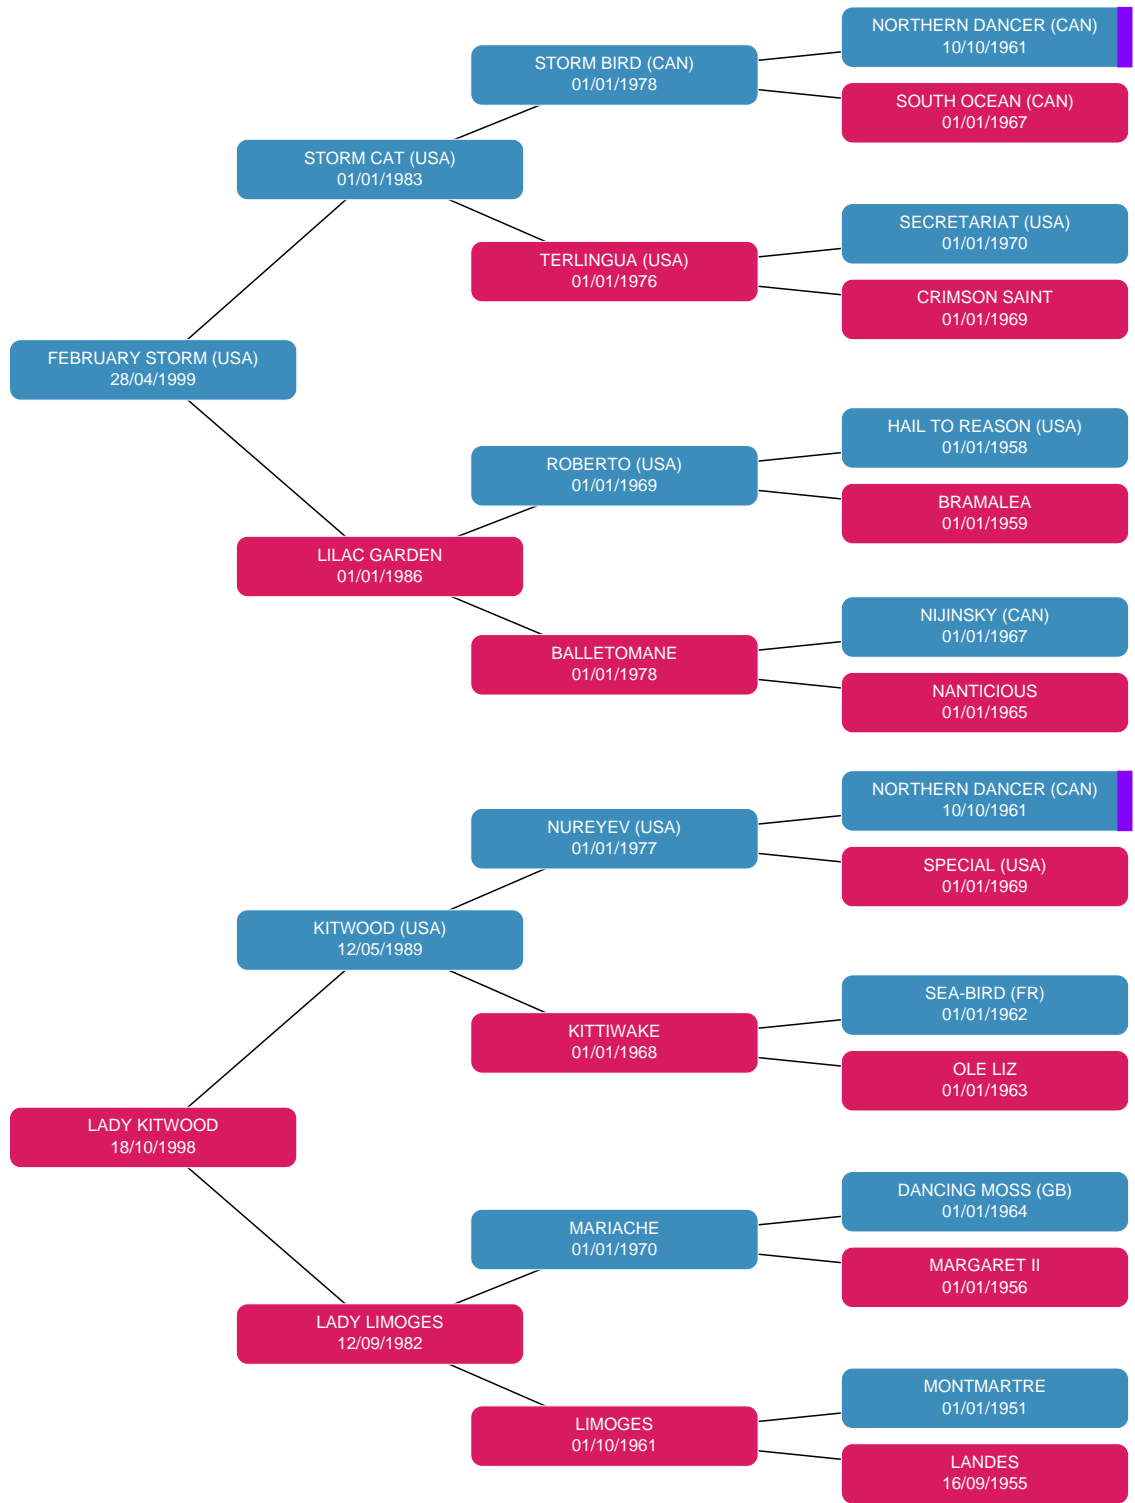 NORTHERN DANCER (CAN)
10/10/1961
STORM BIRD (CAN)
01/01/1978
SOUTH OCEAN (CAN)
01/01/1967
STORM CAT (USA)
01/01/1983
SECRETARIAT (USA)
01/01/1970
TERLINGUA (USA)
01/01/1976
CRIMSON SAINT
01/01/1969
FEBRUARY STORM (USA)
28/04/1999
HAIL TO REASON (USA)
01/01/1958
ROBERTO (USA)
01/01/1969
BRAMALEA
01/01/1959
LILAC GARDEN
01/01/1986
NIJINSKY (CAN)
01/01/1967
BALLETOMANE
01/01/1978
NANTICIOUS
01/01/1965
NORTHERN DANCER (CAN)
10/10/1961
NUREYEV (USA)
01/01/1977
SPECIAL (USA)
01/01/1969
KITWOOD (USA)
12/05/1989
SEA-BIRD (FR)
01/01/1962
KITTIWAKE
01/01/1968
OLE LIZ
01/01/1963
LADY KITWOOD
18/10/1998
DANCING MOSS (GB)
01/01/1964
MARIACHE
01/01/1970
MARGARET II
01/01/1956
LADY LIMOGES
12/09/1982
MONTMARTRE
01/01/1951
LIMOGES
01/10/1961
LANDES
16/09/1955